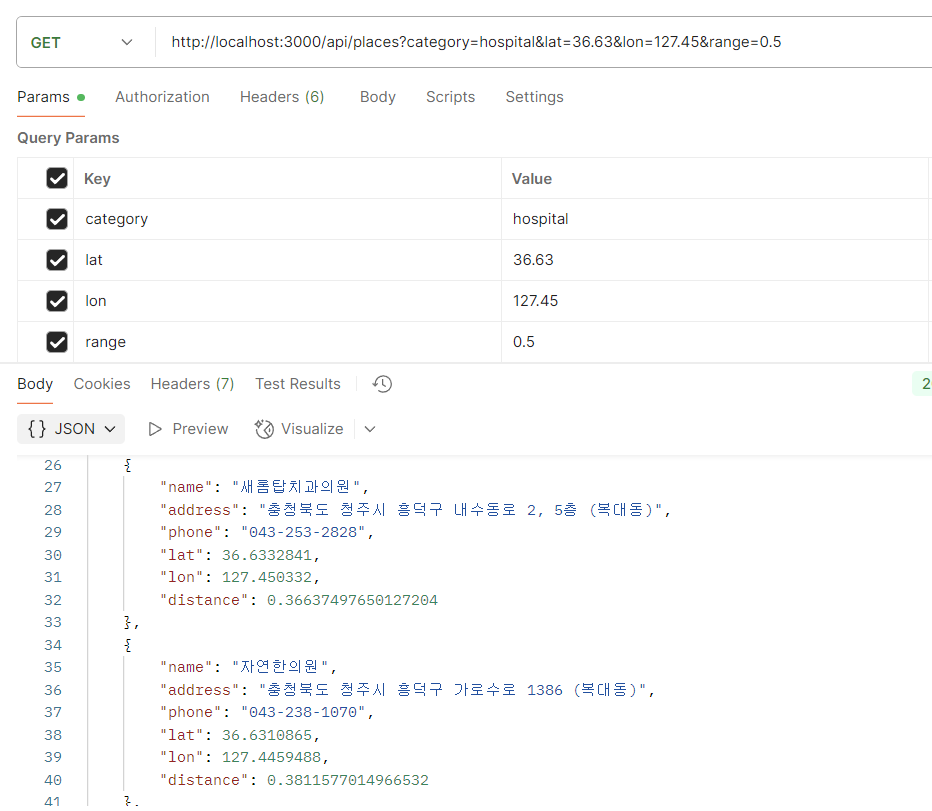 GET http://localhost:3000/api/places?category=hospital&lat=36.63&lon=127.45&range=0.5
Params Authorization Headers (6) Body Scripts Settings
Query Params
Key Value
category hospital
lat 36.63
lon 127.45
range 0.5
Body Cookies Headers (7) Test Results 2
{} JSON Preview Visualize
26 {
27 "name": "새롬탑치과의원",
28 "address": "충청북도 청주시 흥덕구 내수동로 2, 5층 (복대동)",
29 "phone": "043-253-2828",
30 "lat": 36.6332841,
31 "lon": 127.450332,
32 "distance": 0.36637497650127204
33 },
34 {
35 "name": "자연한의원",
36 "address": "충청북도 청주시 흥덕구 가로수로 1386 (복대동)",
37 "phone": "043-238-1070",
38 "lat": 36.6310865,
39 "lon": 127.4459488,
40 "distance": 0.3811577014966532
41 },